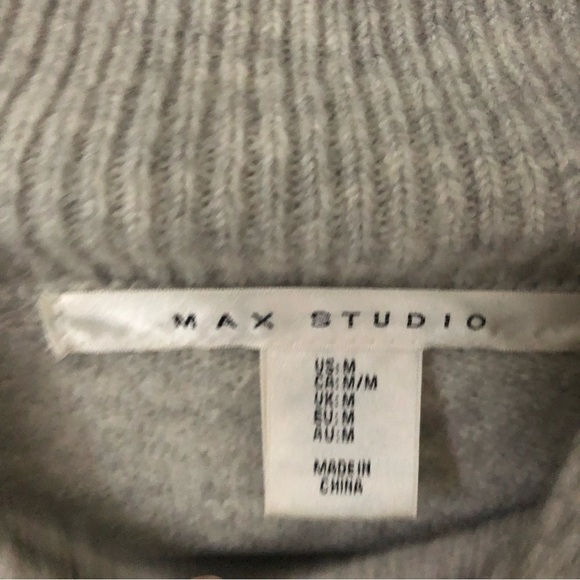 MAX STUDIO
US:M
CA:M/M
UK:M
EU:M
AU:M
MADE IN
CHINA